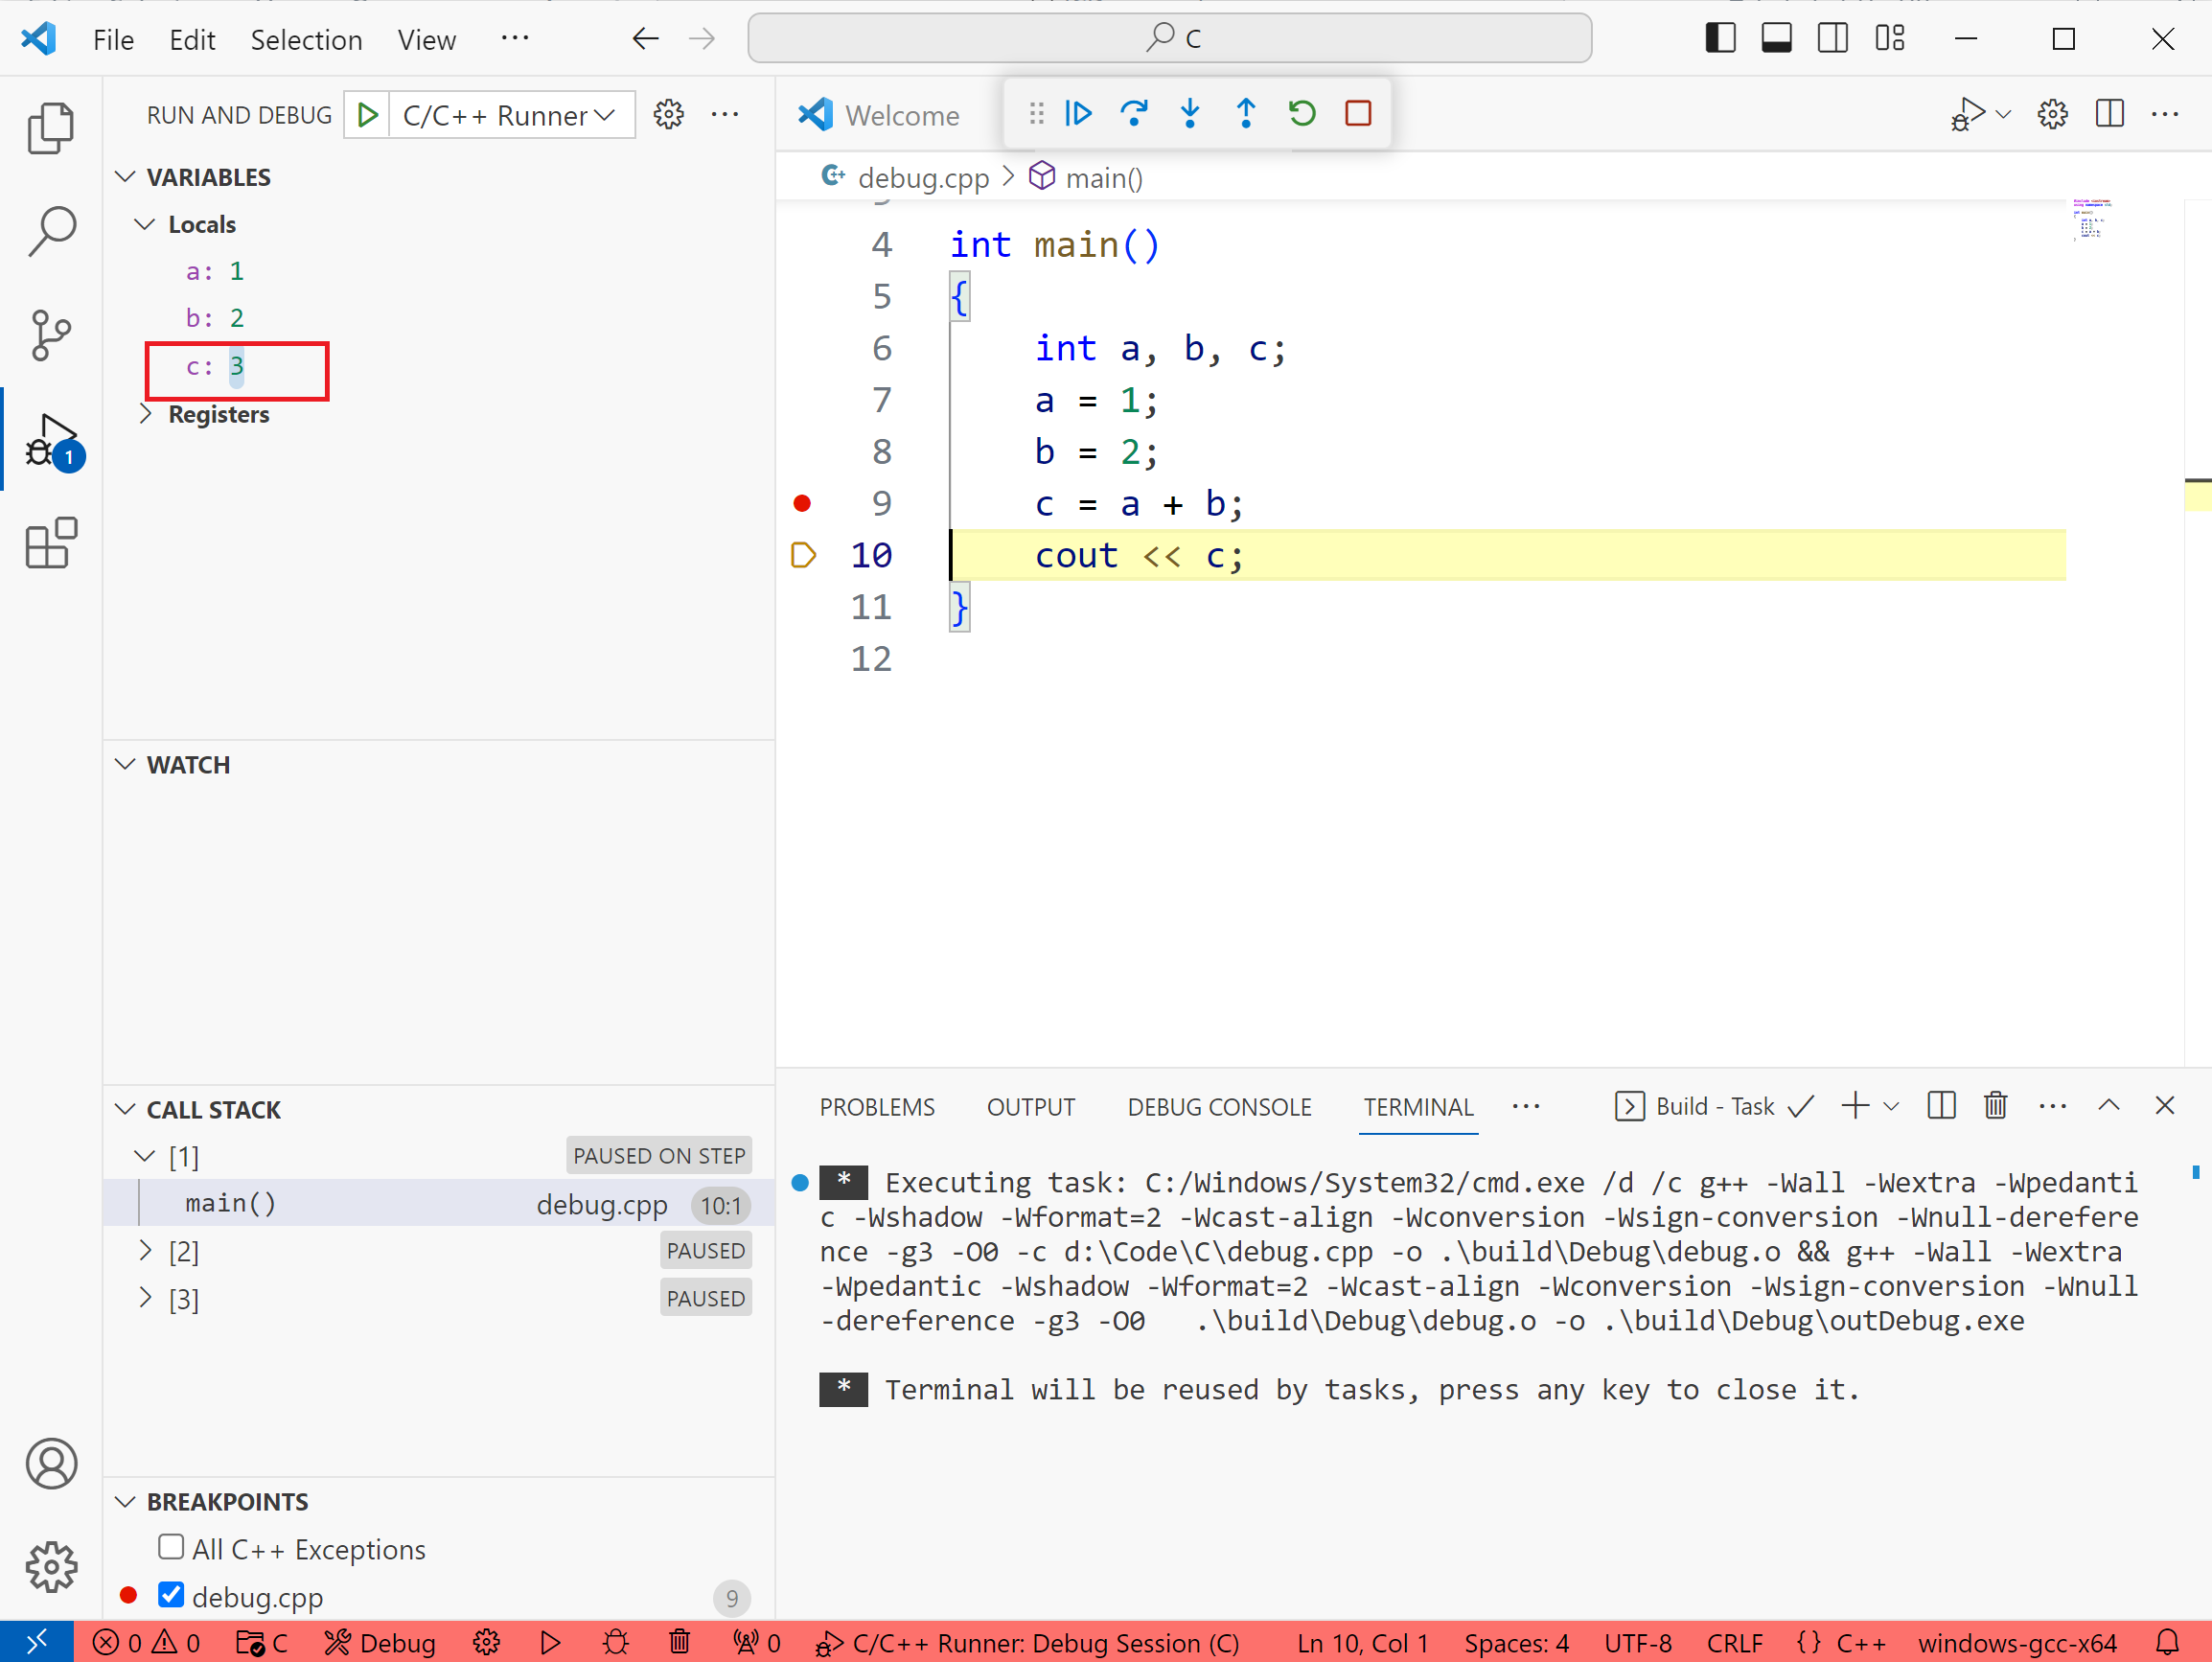 File Edit Selection View ··· C
RUN AND DEBUG C/C++ Runner ···
VARIABLES
Locals
a: 1
b: 2
c: 3
Registers
WATCH
CALL STACK
[1] PAUSED ON STEP
main() debug.cpp 10:1
[2] PAUSED
[3] PAUSED
BREAKPOINTS
All C++ Exceptions
debug.cpp 9
1
Welcome
debug.cpp > main()
4 int main()
5 {
6 int a, b, c;
7 a = 1;
8 b = 2;
9 c = a + b;
10 cout << c;
11 }
12
PROBLEMS OUTPUT DEBUG CONSOLE TERMINAL ··· Build - Task
* Executing task: C:/Windows/System32/cmd.exe /d /c g++ -Wall -Wextra -Wpedanti
c -Wshadow -Wformat=2 -Wcast-align -Wconversion -Wsign-conversion -Wnull-derefere
nce -g3 -O0 -c d:\Code\C\debug.cpp -o .\build\Debug\debug.o && g++ -Wall -Wextra
-Wpedantic -Wshadow -Wformat=2 -Wcast-align -Wconversion -Wsign-conversion -Wnull
-dereference -g3 -O0 .\build\Debug\debug.o -o .\build\Debug\outDebug.exe
* Terminal will be reused by tasks, press any key to close it.
0 0 C Debug 0 C/C++ Runner: Debug Session (C) Ln 10, Col 1 Spaces: 4 UTF-8 CRLF {} C++ windows-gcc-x64